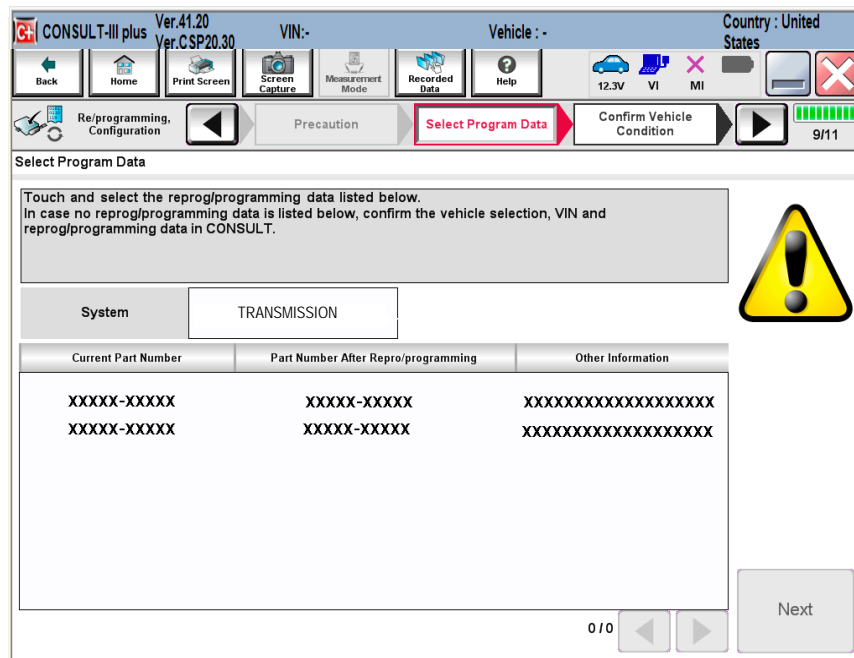 CONSULT-III plus
Ver.41.20
Ver.CSP20.30
VIN:-
Vehicle : -
Country : United
States
Back
Home
Print Screen
Screen
Capture
Measurement
Mode
Recorded
Data
Help
12.3V
VI
MI
Re/programming,
Configuration
Precaution
Select Program Data
Confirm Vehicle
Condition
9/11
Select Program Data
Touch and select the reprog/programming data listed below.
In case no reprog/programming data is listed below, confirm the vehicle selection, VIN and
reprog/programming data in CONSULT.
System
TRANSMISSION
Current Part Number
Part Number After Repro/programming
Other Information
XXXXX-XXXXX
XXXXX-XXXXX
XXXXXXXXXXXXXXXXXXX
XXXXX-XXXXX
XXXXX-XXXXX
XXXXXXXXXXXXXXXXXXX
Next
0/0